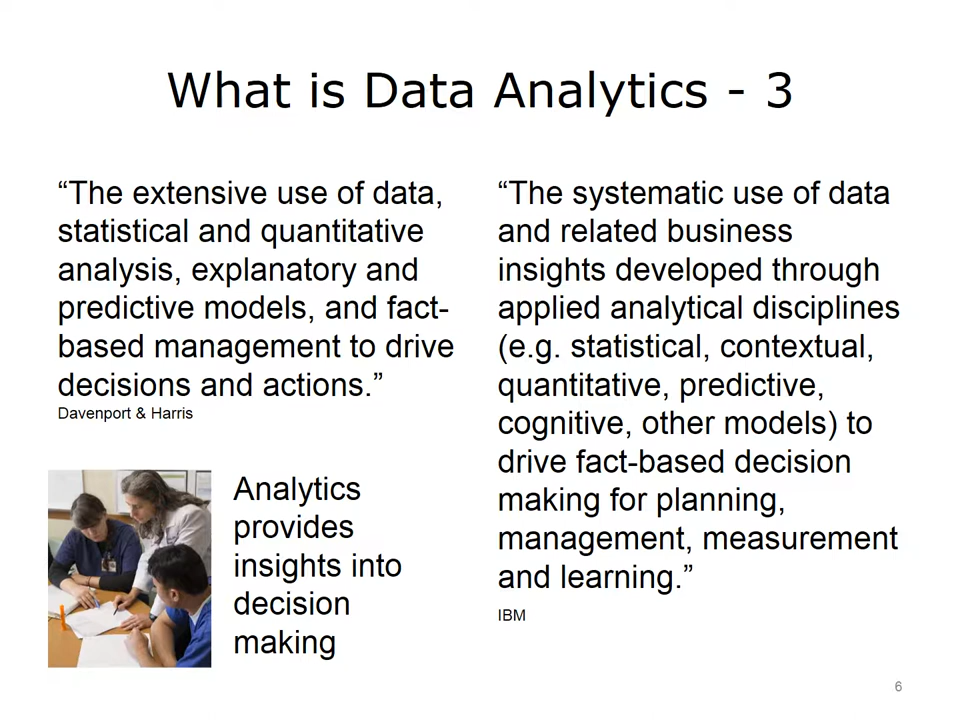 What is Data Analytics - 3
“The extensive use of data,
statistical and quantitative
analysis, explanatory and
predictive models, and fact-
based management to drive
decisions and actions.”
Davenport & Harris
Analytics
provides
insights into
decision
making
“The systematic use of data
and related business
insights developed through
applied analytical disciplines
(e.g. statistical, contextual,
quantitative, predictive,
cognitive, other models) to
drive fact-based decision
making for planning,
management, measurement
and learning.”
IBM
6